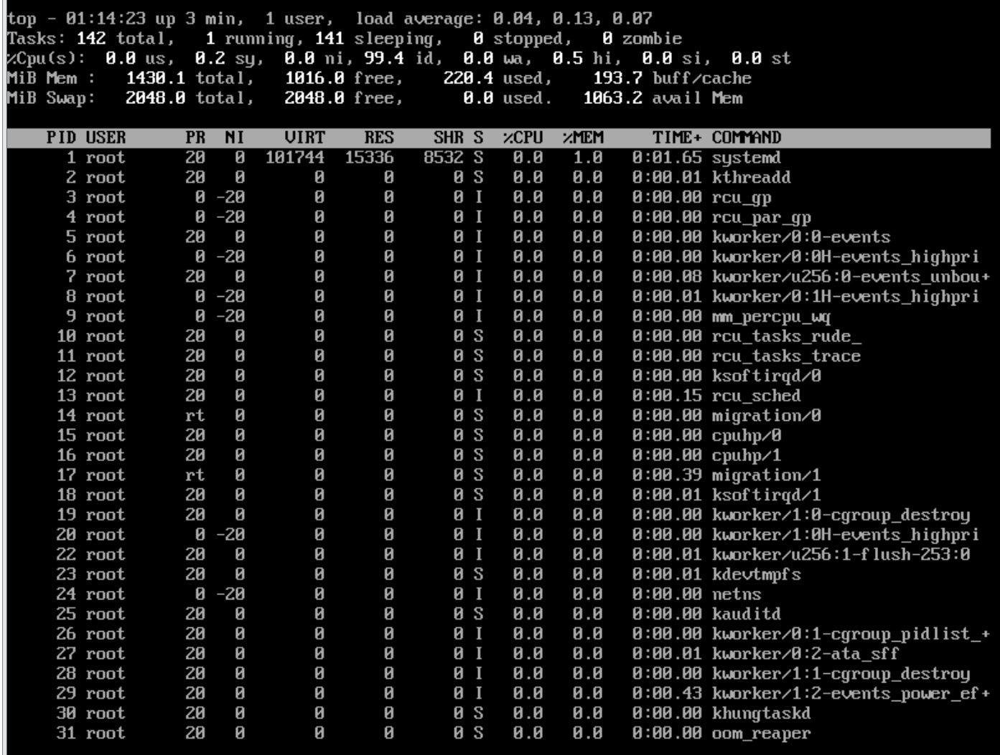 top - 01:14:23 up 3 min,  1 user,  load average: 0.04, 0.13, 0.07
Tasks: 142 total,   1 running, 141 sleeping,   0 stopped,   0 zombie
%Cpu(s):  0.0 us,  0.2 sy,  0.0 ni, 99.4 id,  0.0 wa,  0.5 hi,  0.0 si,  0.0 st
MiB Mem :   1430.1 total,   1016.0 free,    220.4 used,    193.7 buff/cache
MiB Swap:   2048.0 total,   2048.0 free,      0.0 used.   1063.2 avail Mem
PID USER      PR  NI    VIRT    RES    SHR S  %CPU  %MEM     TIME+ COMMAND
1 root      20   0  101744  15336   8532 S   0.0   1.0   0:01.65 systemd
2 root      20   0       0      0      0 S   0.0   0.0   0:00.01 kthreadd
3 root       0 -20       0      0      0 I   0.0   0.0   0:00.00 rcu_gp
4 root       0 -20       0      0      0 I   0.0   0.0   0:00.00 rcu_par_gp
5 root      20   0       0      0      0 I   0.0   0.0   0:00.00 kworker/0:0-events
6 root       0 -20       0      0      0 I   0.0   0.0   0:00.00 kworker/0:0H-events_highpri
7 root      20   0       0      0      0 I   0.0   0.0   0:00.08 kworker/u256:0-events_unbou+
8 root       0 -20       0      0      0 I   0.0   0.0   0:00.01 kworker/0:1H-events_highpri
9 root       0 -20       0      0      0 I   0.0   0.0   0:00.00 mm_percpu_wq
10 root      20   0       0      0      0 S   0.0   0.0   0:00.00 rcu_tasks_rude_
11 root      20   0       0      0      0 S   0.0   0.0   0:00.00 rcu_tasks_trace
12 root      20   0       0      0      0 S   0.0   0.0   0:00.00 ksoftirqd/0
13 root      20   0       0      0      0 I   0.0   0.0   0:00.15 rcu_sched
14 root      rt   0       0      0      0 S   0.0   0.0   0:00.00 migration/0
15 root      20   0       0      0      0 S   0.0   0.0   0:00.00 cpuhp/0
16 root      20   0       0      0      0 S   0.0   0.0   0:00.00 cpuhp/1
17 root      rt   0       0      0      0 S   0.0   0.0   0:00.39 migration/1
18 root      20   0       0      0      0 S   0.0   0.0   0:00.01 ksoftirqd/1
19 root      20   0       0      0      0 I   0.0   0.0   0:00.00 kworker/1:0-cgroup_destroy
20 root       0 -20       0      0      0 I   0.0   0.0   0:00.00 kworker/1:0H-events_highpri
22 root      20   0       0      0      0 I   0.0   0.0   0:00.01 kworker/u256:1-flush-253:0
23 root      20   0       0      0      0 S   0.0   0.0   0:00.01 kdevtmpfs
24 root       0 -20       0      0      0 I   0.0   0.0   0:00.00 netns
25 root      20   0       0      0      0 S   0.0   0.0   0:00.00 kauditd
26 root      20   0       0      0      0 I   0.0   0.0   0:00.00 kworker/0:1-cgroup_pidlist_+
27 root      20   0       0      0      0 I   0.0   0.0   0:00.01 kworker/0:2-ata_sff
28 root      20   0       0      0      0 I   0.0   0.0   0:00.00 kworker/1:1-cgroup_destroy
29 root      20   0       0      0      0 I   0.0   0.0   0:00.43 kworker/1:2-events_power_ef+
30 root      20   0       0      0      0 S   0.0   0.0   0:00.00 khungtaskd
31 root      20   0       0      0      0 S   0.0   0.0   0:00.00 oom_reaper